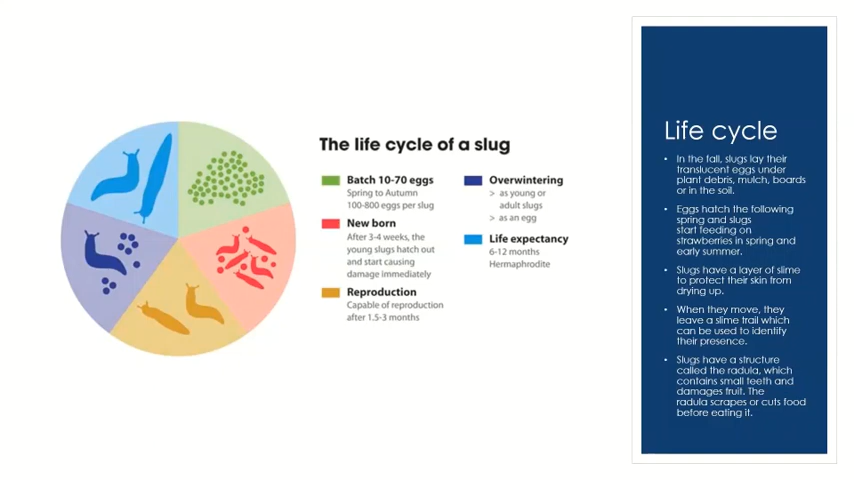 The life cycle of a slug
Batch 10-70 eggs
Spring to Autumn
100-800 eggs per slug
New born
After 3-4 weeks, the
young slugs hatch out
and start causing
damage immediately
Reproduction
Capable of reproduction
after 1.5-3 months
Overwintering
> as young or
adult slugs
> as an egg
Life expectancy
6-12 months
Hermaphrodite
Life cycle
• In the fall, slugs lay their
translucent eggs under
plant debris, mulch, boards
or in the soil.
• Eggs hatch the following
spring and slugs
start feeding on
strawberries in spring and
early summer.
• Slugs have a layer of slime
to protect their skin from
drying up.
• When they move, they
leave a slime trail which
can be used to identify
their presence.
• Slugs have a structure
called the radula, which
contains small teeth and
damages fruit. The
radula scrapes or cuts food
before eating it.